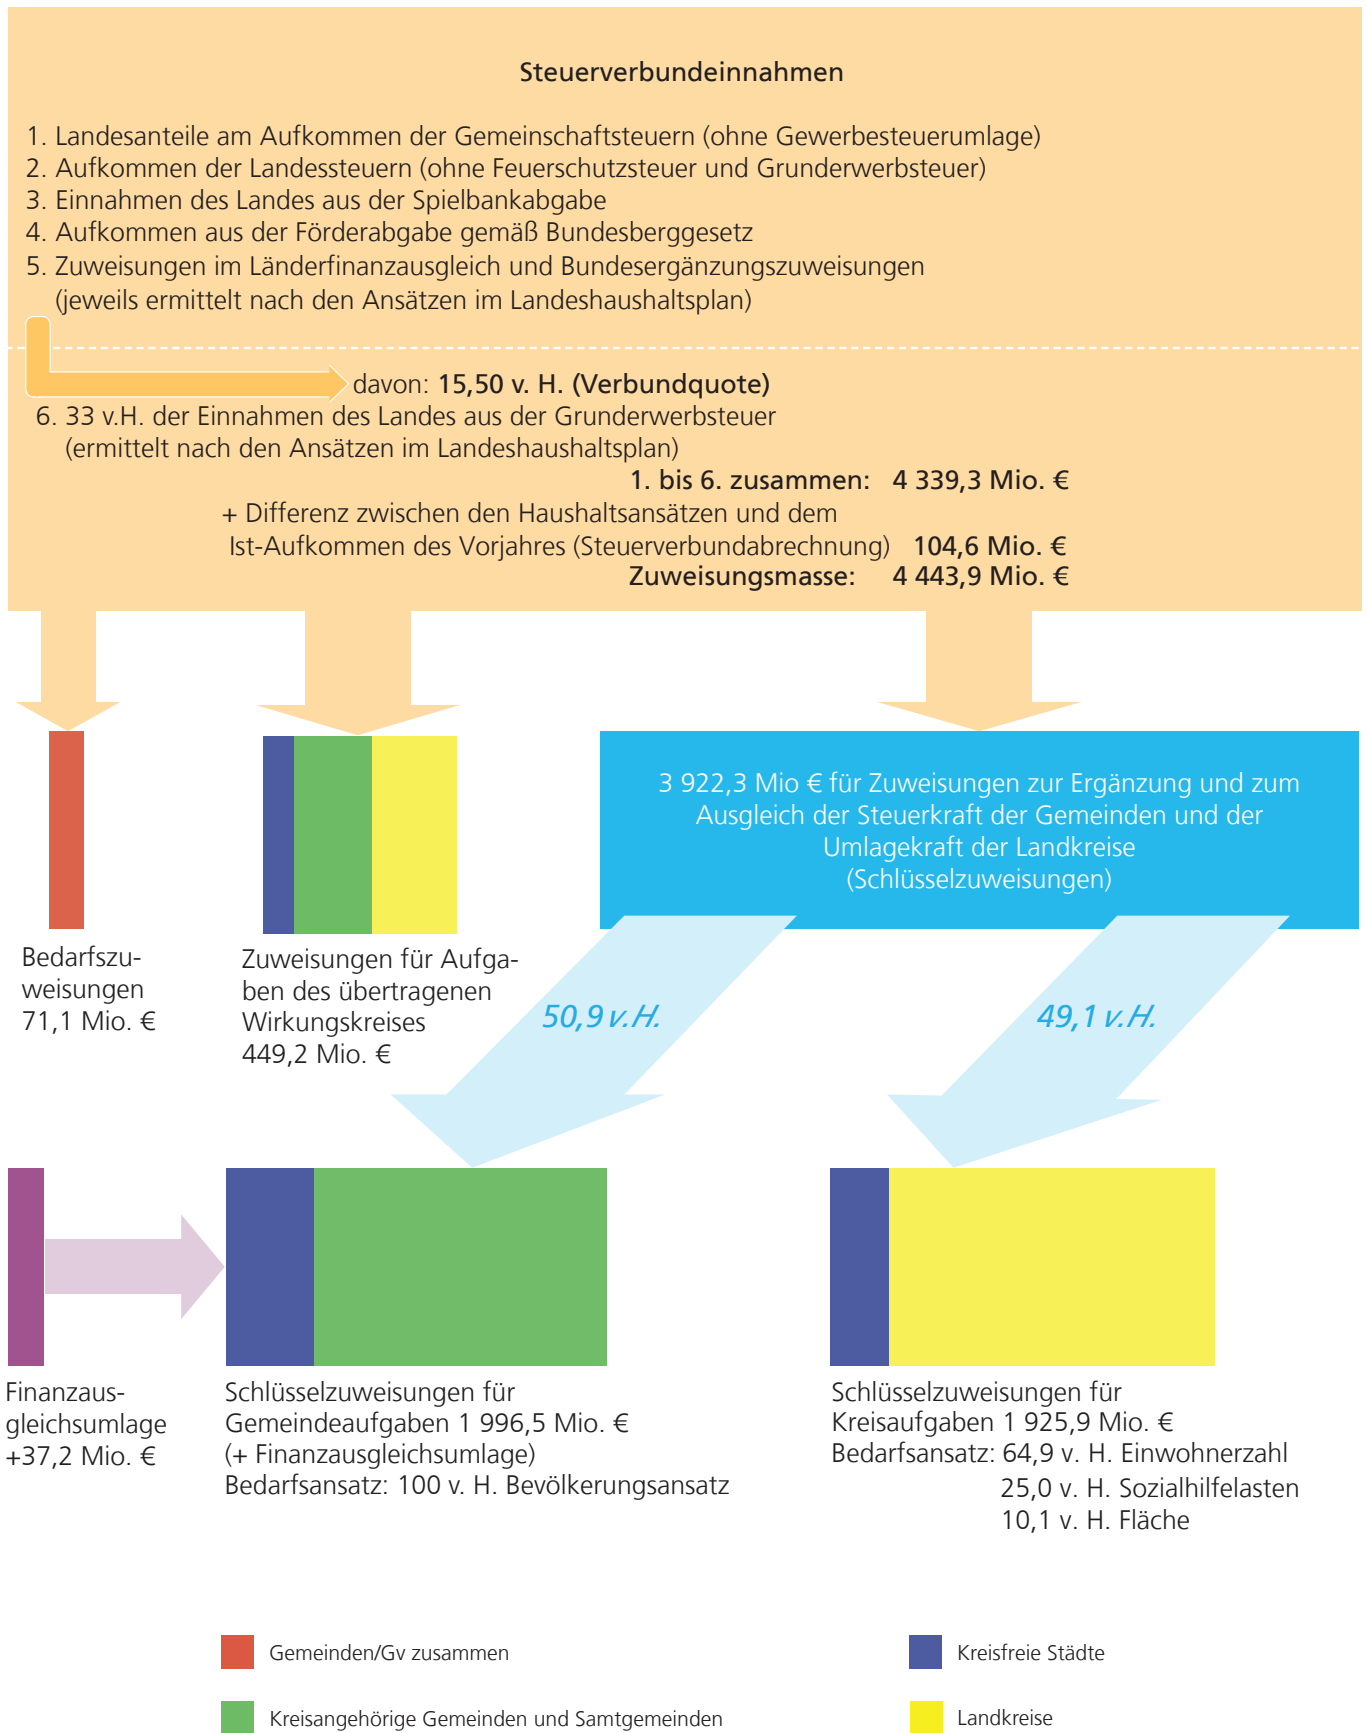 Steuerverbundeinnahmen
1. Landesanteile am Aufkommen der Gemeinschaftsteuern (ohne Gewerbesteuerumlage)
2. Aufkommen der Landessteuern (ohne Feuerschutzsteuer und Grunderwerbsteuer)
3. Einnahmen des Landes aus der Spielbankabgabe
4. Aufkommen aus der Förderabgabe gemäß Bundesberggesetz
5. Zuweisungen im Länderfinanzausgleich und Bundesergänzungszuweisungen
(jeweils ermittelt nach den Ansätzen im Landeshaushaltsplan)
davon: 15,50 v. H. (Verbundquote)
6. 33 v.H. der Einnahmen des Landes aus der Grunderwerbsteuer
(ermittelt nach den Ansätzen im Landeshaushaltsplan)
1. bis 6. zusammen: 4 339,3 Mio. €
+ Differenz zwischen den Haushaltsansätzen und dem
Ist-Aufkommen des Vorjahres (Steuerverbundabrechnung) 104,6 Mio. €
Zuweisungsmasse: 4 443,9 Mio. €
3 922,3 Mio € für Zuweisungen zur Ergänzung und zum
Ausgleich der Steuerkraft der Gemeinden und der
Umlagekraft der Landkreise
(Schlüsselzuweisungen)
Bedarfszu-
weisungen
71,1 Mio. €
Zuweisungen für Aufga-
ben des übertragenen
Wirkungskreises
449,2 Mio. €
50,9 v.H.
49,1 v.H.
Finanzaus-
gleichsumlage
+37,2 Mio. €
Schlüsselzuweisungen für
Gemeindeaufgaben 1 996,5 Mio. €
(+ Finanzausgleichsumlage)
Bedarfsansatz: 100 v. H. Bevölkerungsansatz
Schlüsselzuweisungen für
Kreisaufgaben 1 925,9 Mio. €
Bedarfsansatz: 64,9 v. H. Einwohnerzahl
25,0 v. H. Sozialhilfelasten
10,1 v. H. Fläche
Gemeinden/Gv zusammen
Kreisfreie Städte
Kreisangehörige Gemeinden und Samtgemeinden
Landkreise